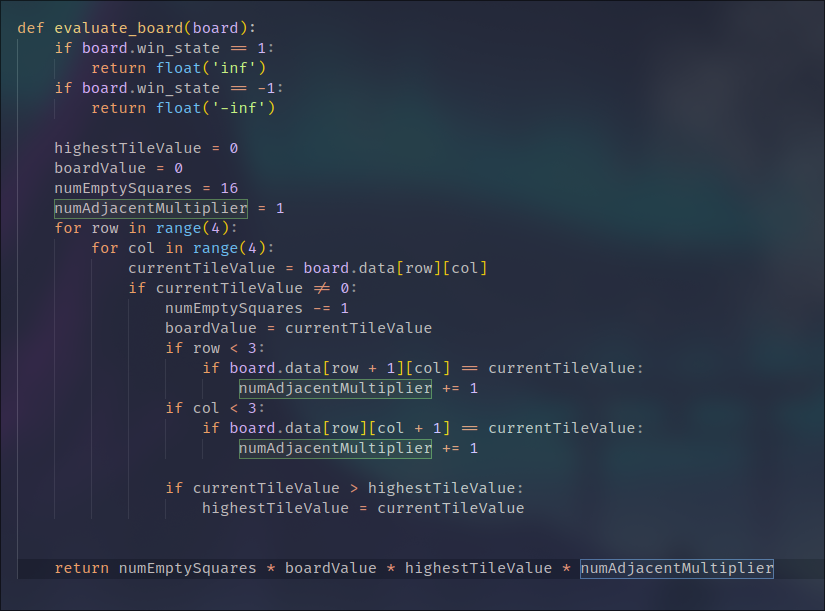 def evaluate_board(board):
    if board.win_state == 1:
        return float('inf')
    if board.win_state == -1:
        return float('-inf')

    highestTileValue = 0
    boardValue = 0
    numEmptySquares = 16
    numAdjacentMultiplier = 1
    for row in range(4):
        for col in range(4):
            currentTileValue = board.data[row][col]
            if currentTileValue != 0:
                numEmptySquares -= 1
                boardValue = currentTileValue
                if row < 3:
                    if board.data[row + 1][col] == currentTileValue:
                        numAdjacentMultiplier += 1
                if col < 3:
                    if board.data[row][col + 1] == currentTileValue:
                        numAdjacentMultiplier += 1

                if currentTileValue > highestTileValue:
                    highestTileValue = currentTileValue

    return numEmptySquares * boardValue * highestTileValue * numAdjacentMultiplier